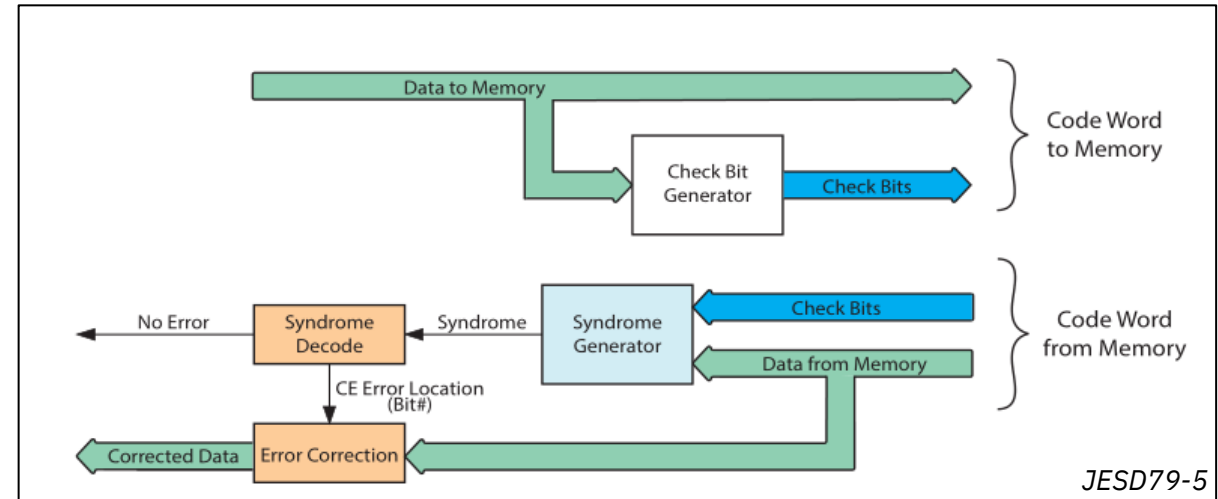 Data to Memory
Code Word
to Memory
Check Bit
Generator
Check Bits
Check Bits
No Error
Syndrome
Decode
Syndrome
Syndrome
Generator
Code Word
from Memory
Data from Memory
CE Error Location
(Bit#)
Corrected Data
Error Correction
JESD79-5